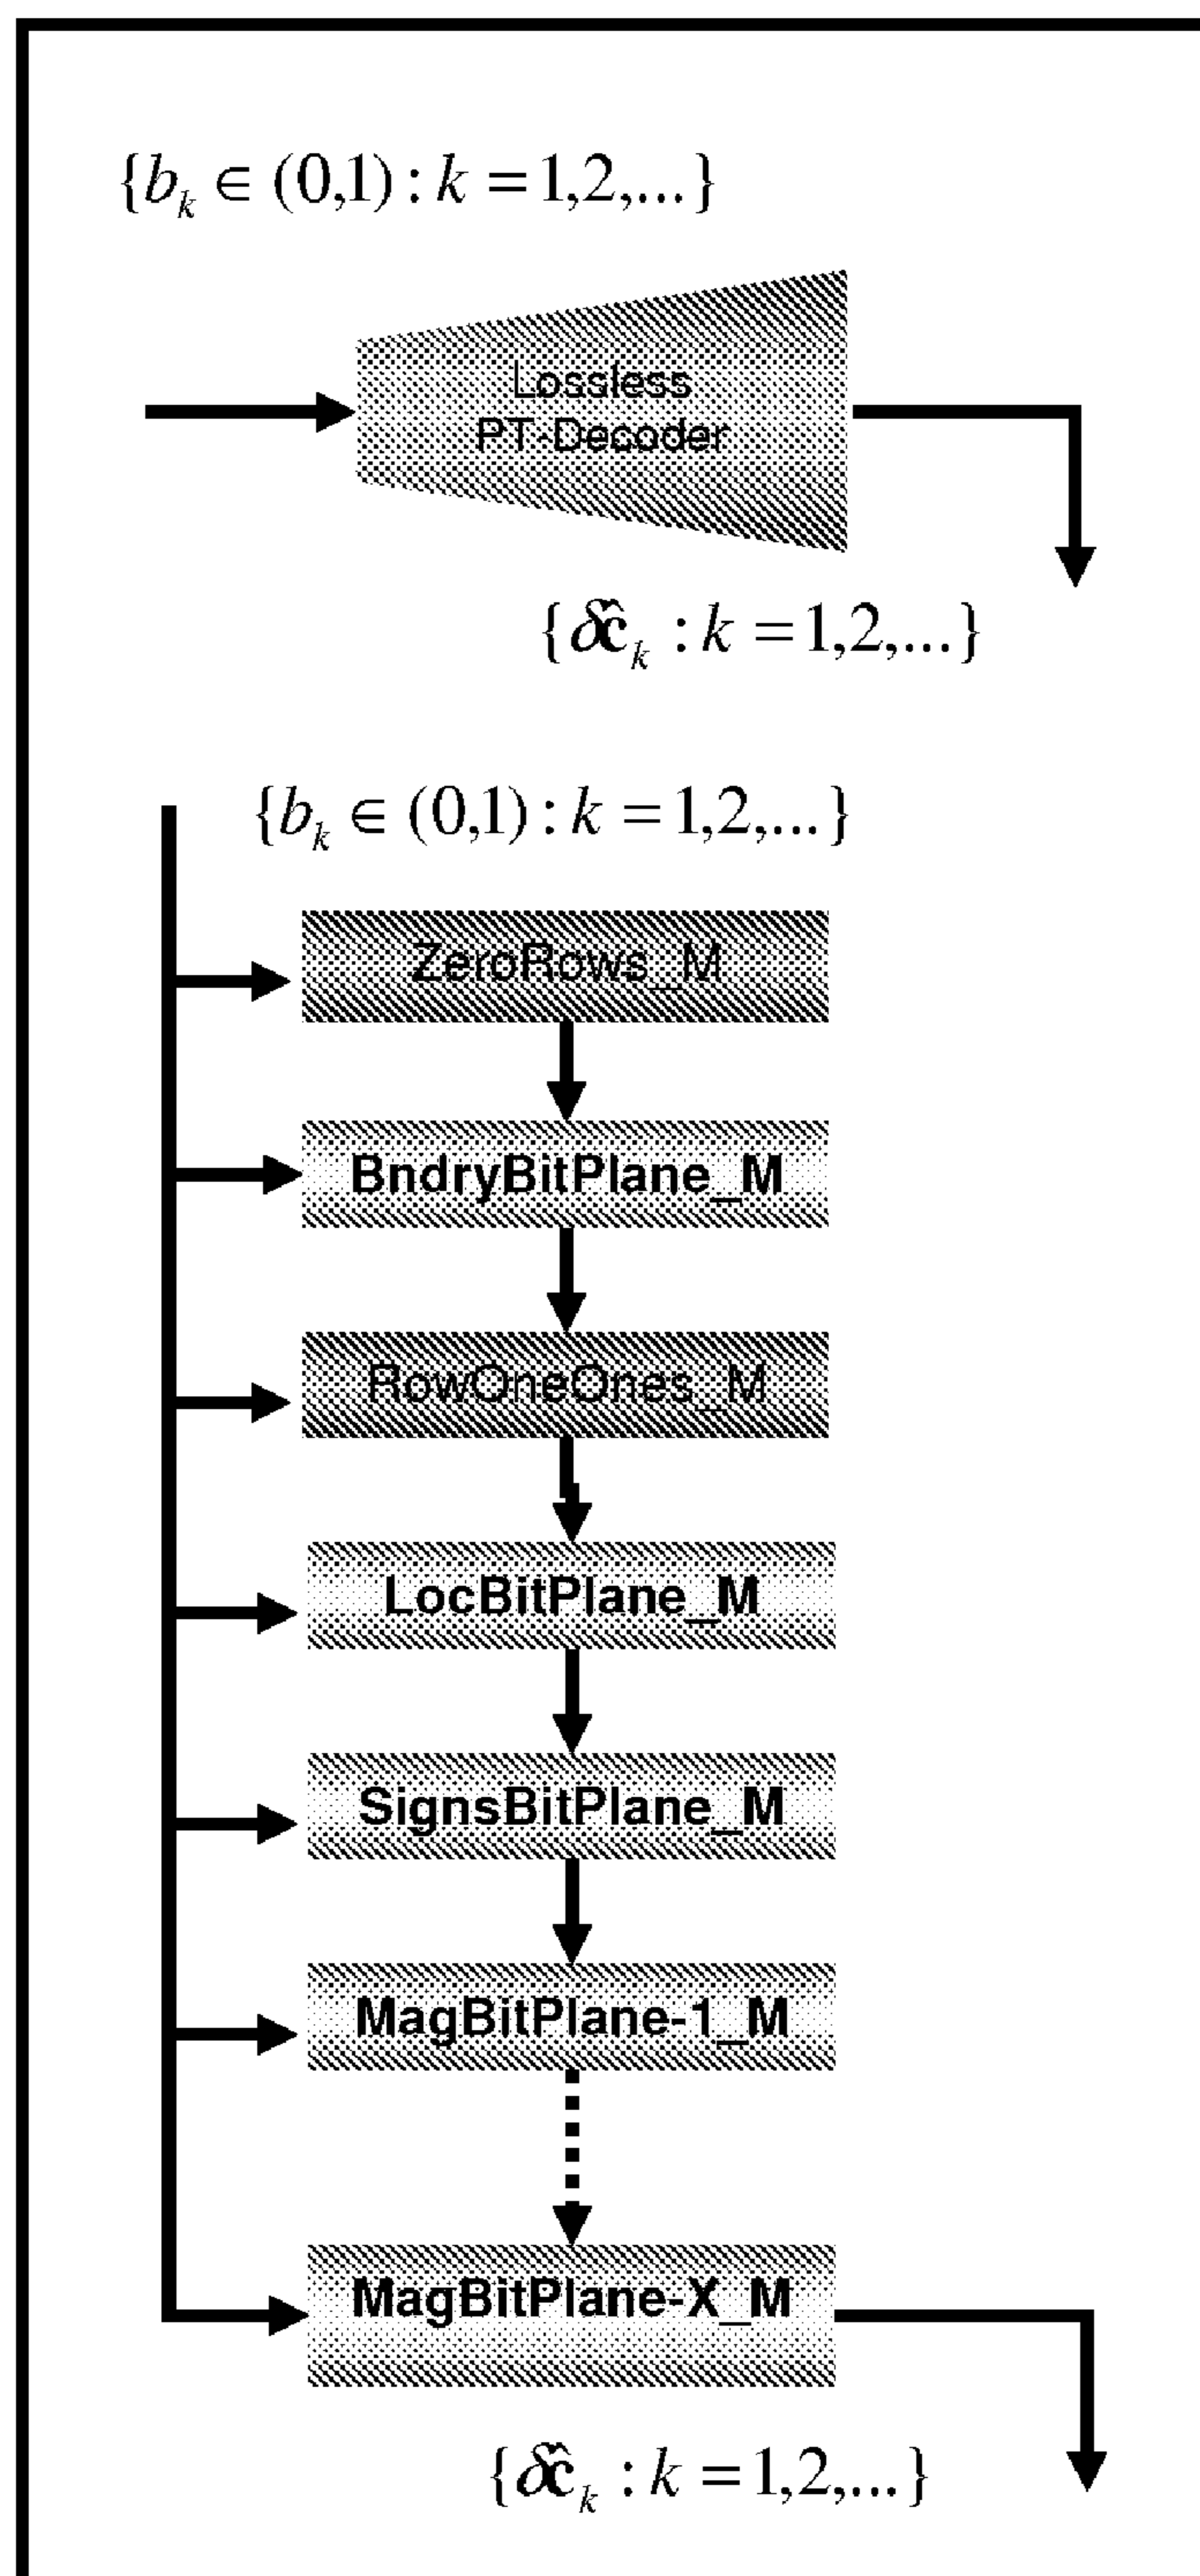 {b_k ∈ (0,1) : k = 1,2,...}
Lossless
PT-Decoder
{δĉ_k : k = 1,2,...}
{b_k ∈ (0,1) : k = 1,2,...}
ZeroRows_M
BndryBitPlane_M
RowOneOnes_M
LocBitPlane_M
SignsBitPlane_M
MagBitPlane-1_M
MagBitPlane-X_M
{δĉ_k : k = 1,2,...}